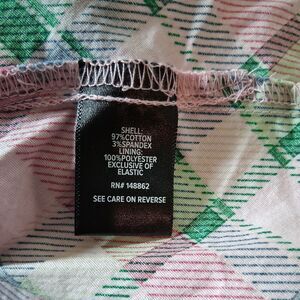 SHELL:
97%COTTON
3%SPANDEX
LINING:
100%POLYESTER
EXCLUSIVE OF
ELASTIC
RN# 148862
SEE CARE ON REVERSE